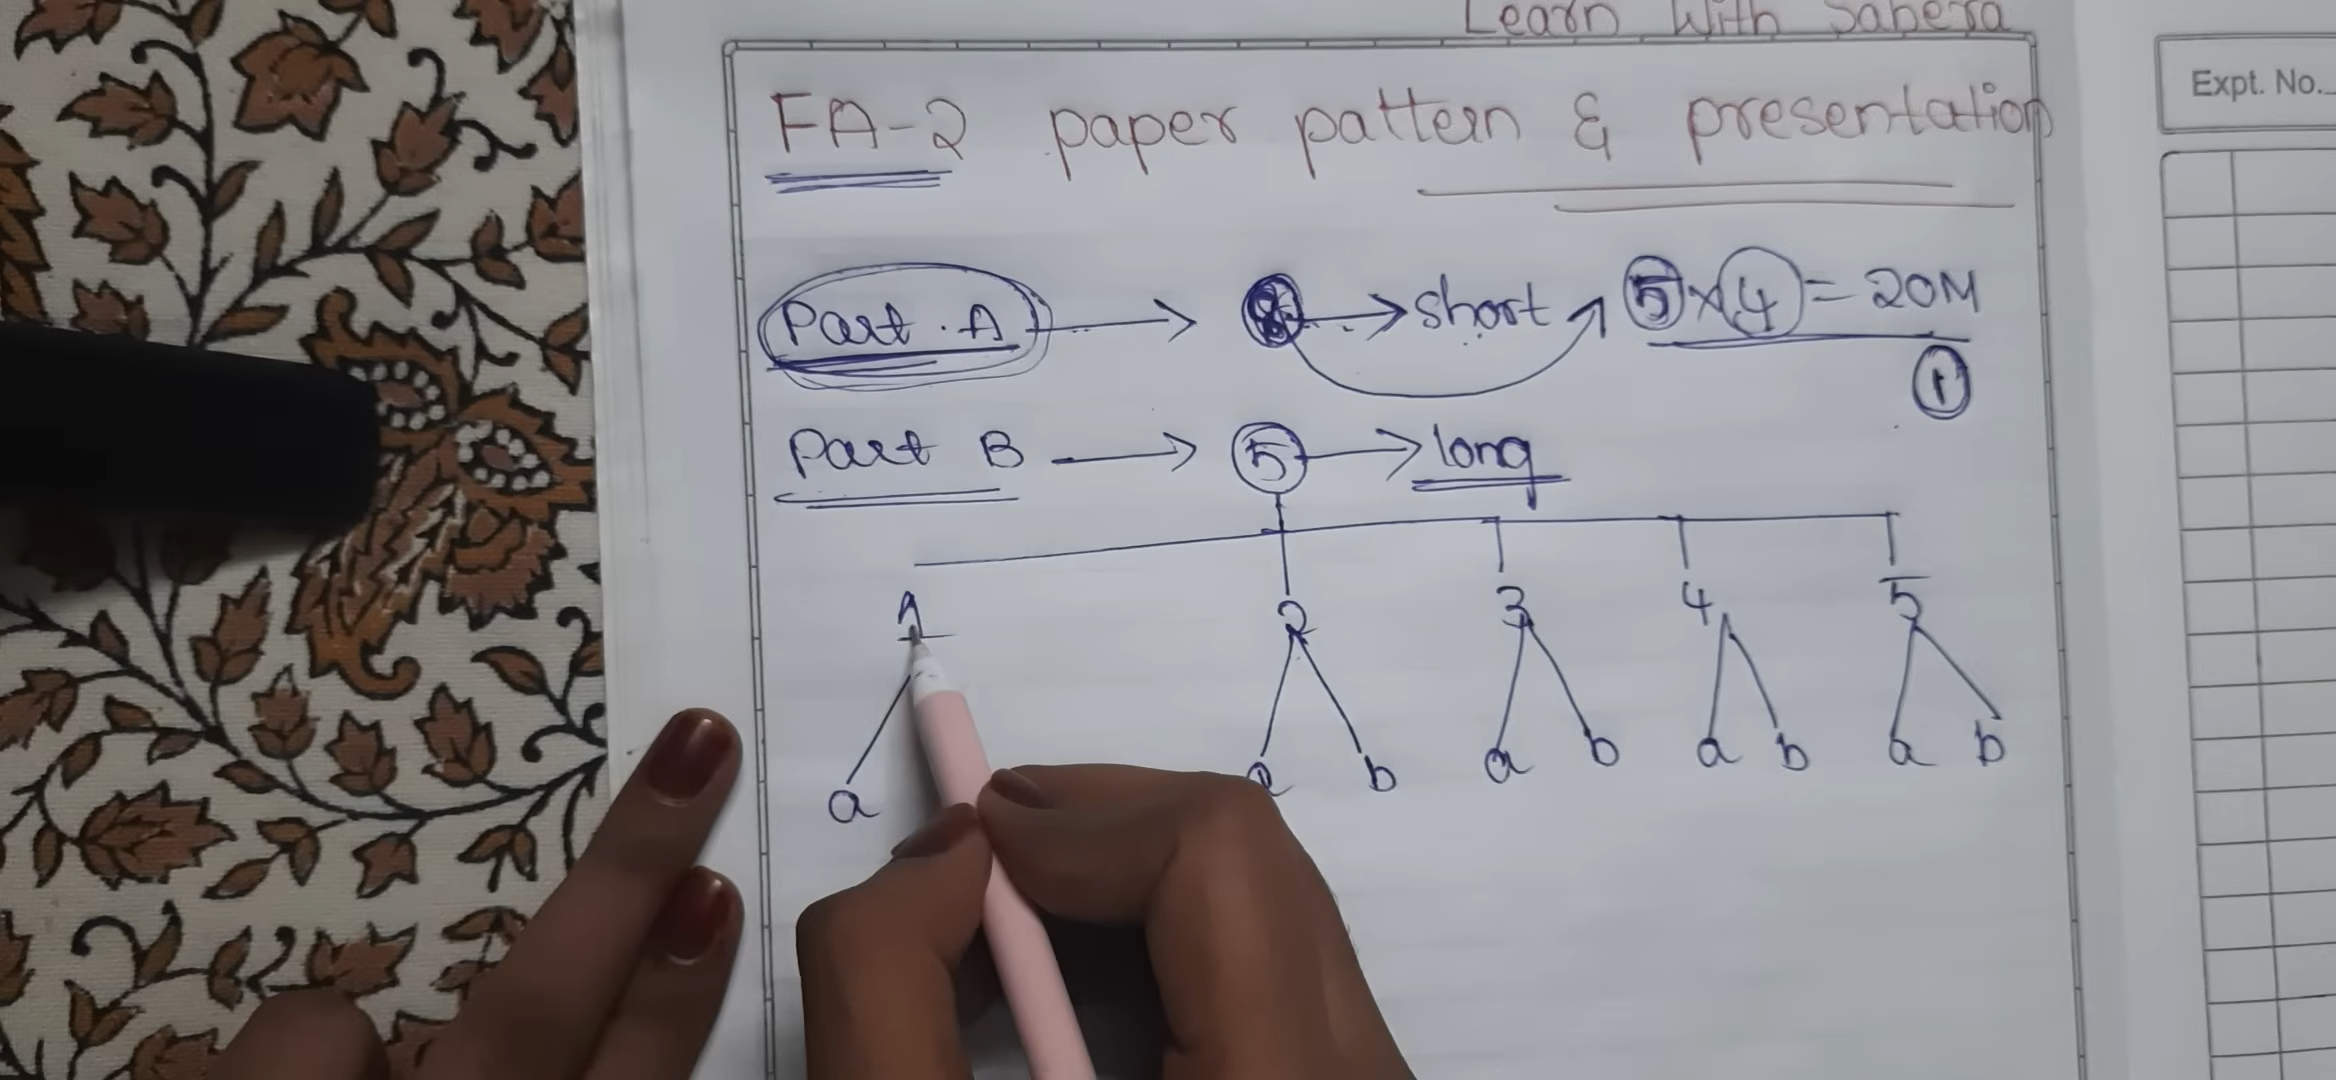 Learn With Sabera
FA-2 paper pattern & presentation
Expt. No.
Part. A → → short 5×4 = 20M
1
Part B → 5 → long
1 2 3 4 5
a a b a b a b a b